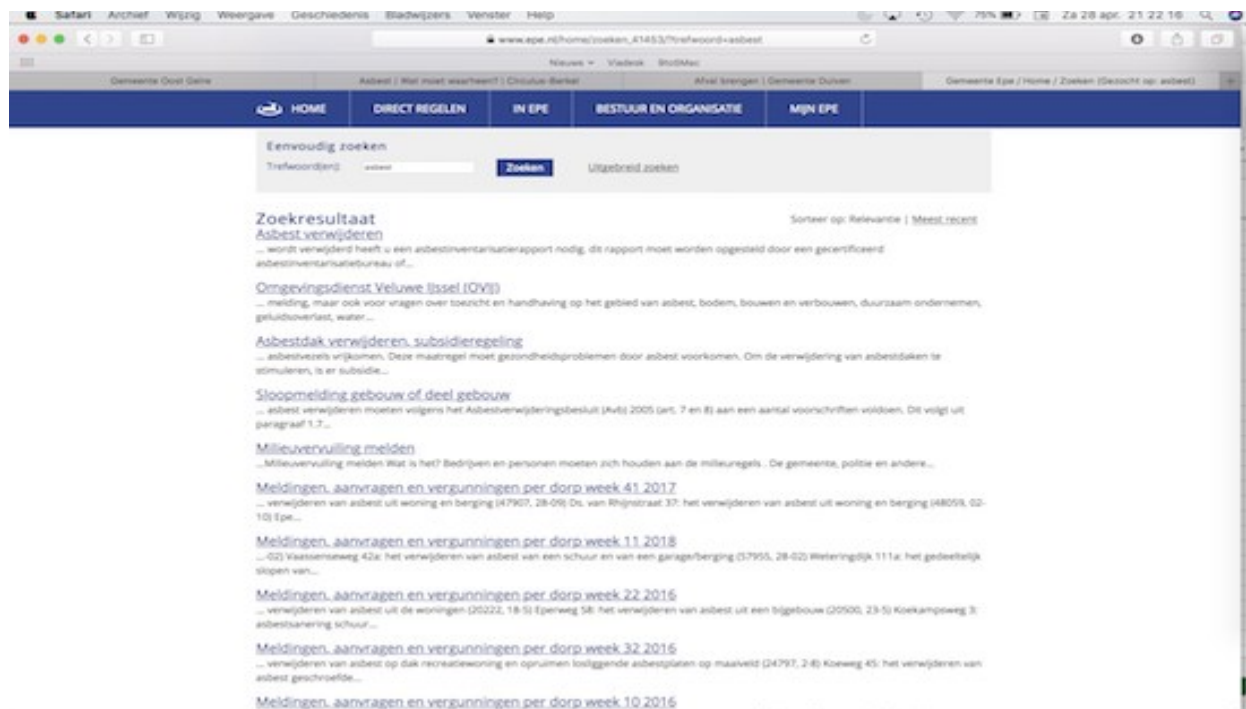 Safari Archief Wijzig Weergave Geschiedenis Bladwijzers Venster Help 75% Za 28 apr. 21 22 16
www.epe.nl/home/zoeken_41453/?trefwoord=asbest
Nieuws Viadesk
Gemeente Oost Gelre Asbest | Wat moet waarheen? | Circulus-Berkel Afval brengen | Gemeente Duiven Gemeente Epe / Home / Zoeken (Gezocht op: asbest)
HOME DIRECT REGELEN IN EPE BESTUUR EN ORGANISATIE MIJN EPE
Eenvoudig zoeken
Trefwoord(en): asbest Zoeken Uitgebreid zoeken
Zoekresultaat Sorteer op: Relevantie | Meest recent
Asbest verwijderen
... wordt verwijderd heeft u een asbestinventarisatierapport nodig, dit rapport moet worden opgesteld door een gecertificeerd
asbestinventarisatiebureau of...
Omgevingsdienst Veluwe IJssel (OVIJ)
... melding, maar ook voor vragen over toezicht en handhaving op het gebied van asbest, bodem, bouwen en verbouwen, duurzaam ondernemen,
geluidsoverlast, water...
Asbestdak verwijderen, subsidieregeling
... asbestvezels vrijkomen. Deze maatregel moet gezondheidsproblemen door asbest voorkomen. Om de verwijdering van asbestdaken te
stimuleren, is er subsidie...
Sloopmelding gebouw of deel gebouw
... asbest verwijderen moeten volgens het Asbestverwijderingsbesluit (Avb) 2005 (art. 7 en 8) aan een aantal voorschriften voldoen. Dit volgt uit
paragraaf 1.7...
Milieuvervuiling melden
...Milieuvervuiling melden Wat is het? Bedrijven en personen moeten zich houden aan de milieuregels . De gemeente, politie en andere...
Meldingen, aanvragen en vergunningen per dorp week 41 2017
... verwijderen van asbest uit woning en berging (47907, 28-09) Ds. van Rhijnstraat 37: het verwijderen van asbest uit woning en berging (48059, 02-
10) Epe...
Meldingen, aanvragen en vergunningen per dorp week 11 2018
...-02) Vaassenseweg 42a: het verwijderen van asbest van een schuur en van een garage/berging (57955, 28-02) Weteringdijk 111a: het gedeeltelijk
slopen van...
Meldingen, aanvragen en vergunningen per dorp week 22 2016
... verwijderen van asbest uit de woningen (20222, 18-5) Eperweg 58: het verwijderen van asbest uit een bijgebouw (20500, 23-5) Koekampsweg 3:
asbestsanering schuur...
Meldingen, aanvragen en vergunningen per dorp week 32 2016
... verwijderen van asbest op dak recreatiewoning en opruimen losliggende asbestplaten op maaiveld (24797, 2-8) Koeweg 45: het verwijderen van
asbest geschroefde...
Meldingen, aanvragen en vergunningen per dorp week 10 2016